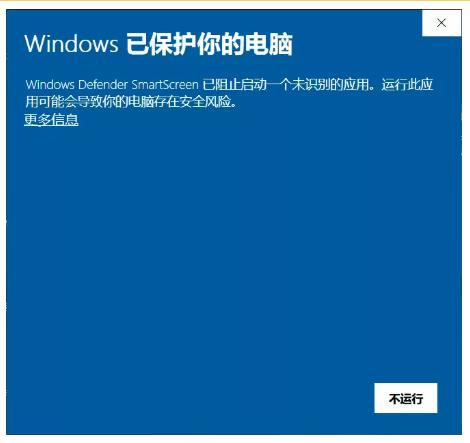 Windows 已保护你的电脑
Windows Defender SmartScreen 已阻止启动一个未识别的应用。运行此应
用可能会导致你的电脑存在安全风险。
更多信息
不运行